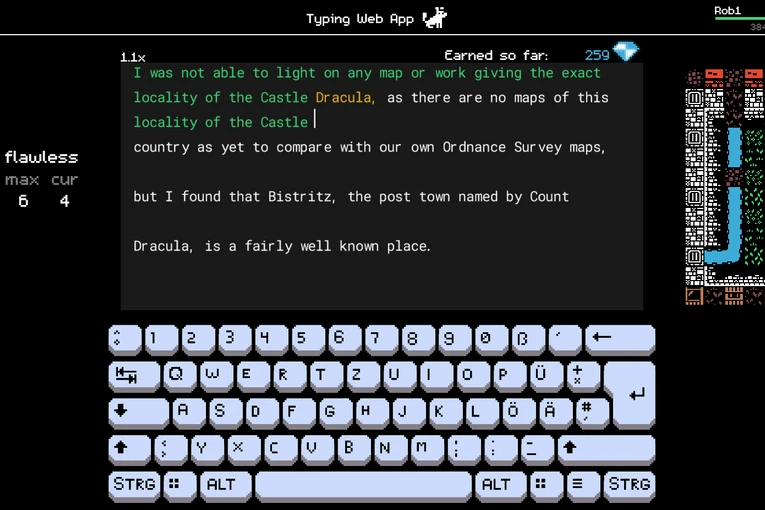 Typing Web App
Rob1
384
1.1x
Earned so far: 259
I was not able to light on any map or work giving the exact
locality of the Castle Dracula, as there are no maps of this
locality of the Castle
country as yet to compare with our own Ordnance Survey maps,
but I found that Bistritz, the post town named by Count
Dracula, is a fairly well known place.
flawless
max cur
6 4
1 2 3 4 5 6 7 8 9 0 ß ´ ←
Q W E R T Z U I O P Ü + *
A S D F G H J K L Ö Ä # '
< > Y X C V B N M ; , : . _ -
STRG ALT ALT STRG